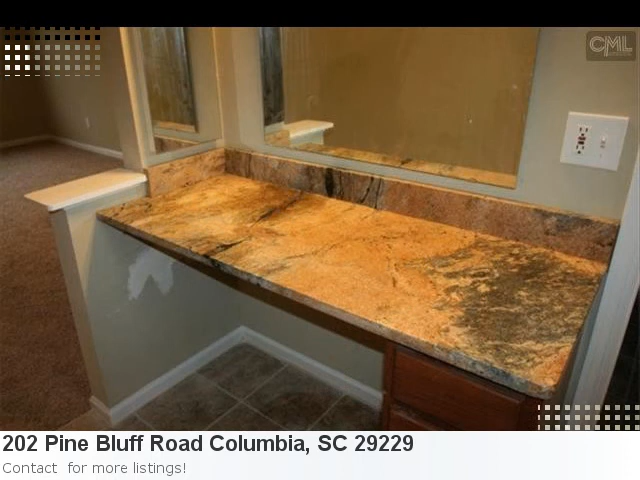 CML
202 Pine Bluff Road Columbia, SC 29229
Contact  for more listings!